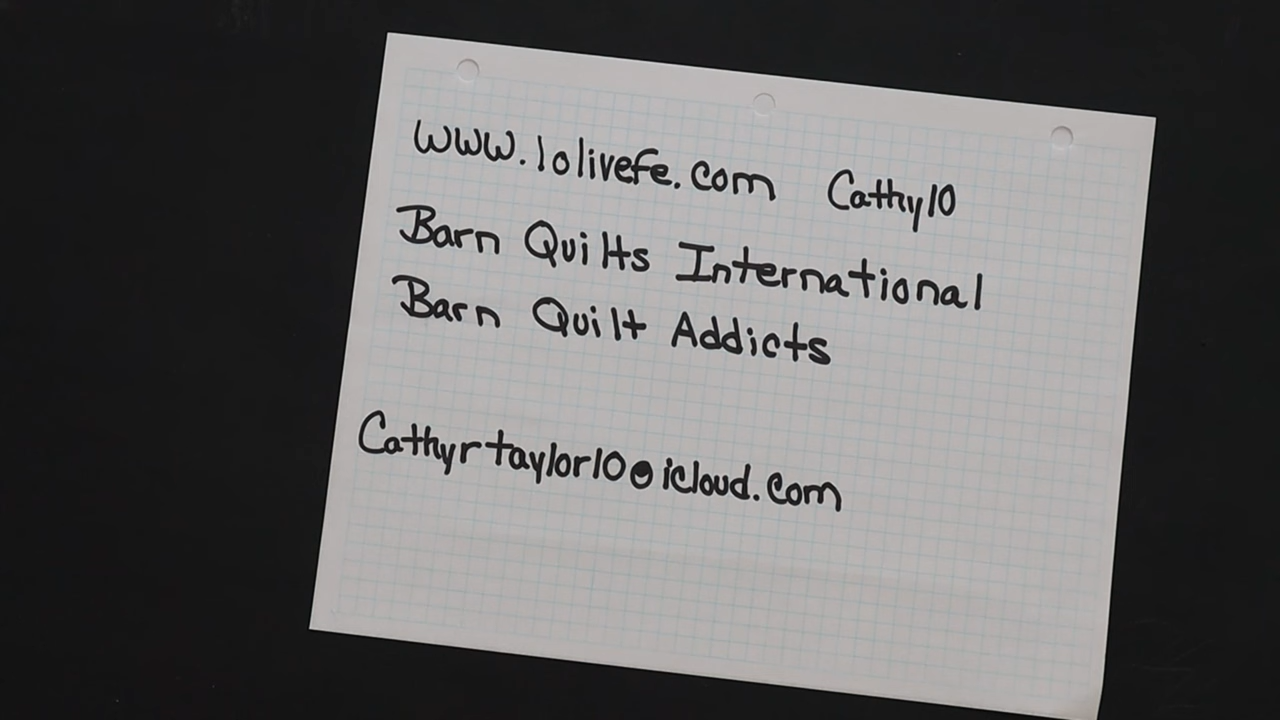 www.1olivefe.com Cathy10
Barn Quilts International
Barn Quilt Addicts
Cathyrtaylor10@icloud.com